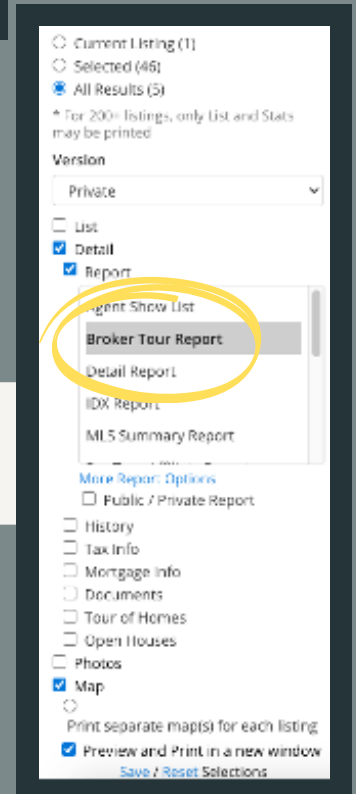 Current Listing (1)
Selected (46)
All Results (5)
* For 200+ listings, only List and Stats
may be printed
Version
Private
List
Detail
Report
Agent Show List
Broker Tour Report
Detail Report
IDX Report
MLS Summary Report
More Report Options
Public / Private Report
History
Tax Info
Mortgage Info
Documents
Tour of Homes
Open Houses
Photos
Map
Print separate map(s) for each listing
Preview and Print in a new window
Save / Reset Selections